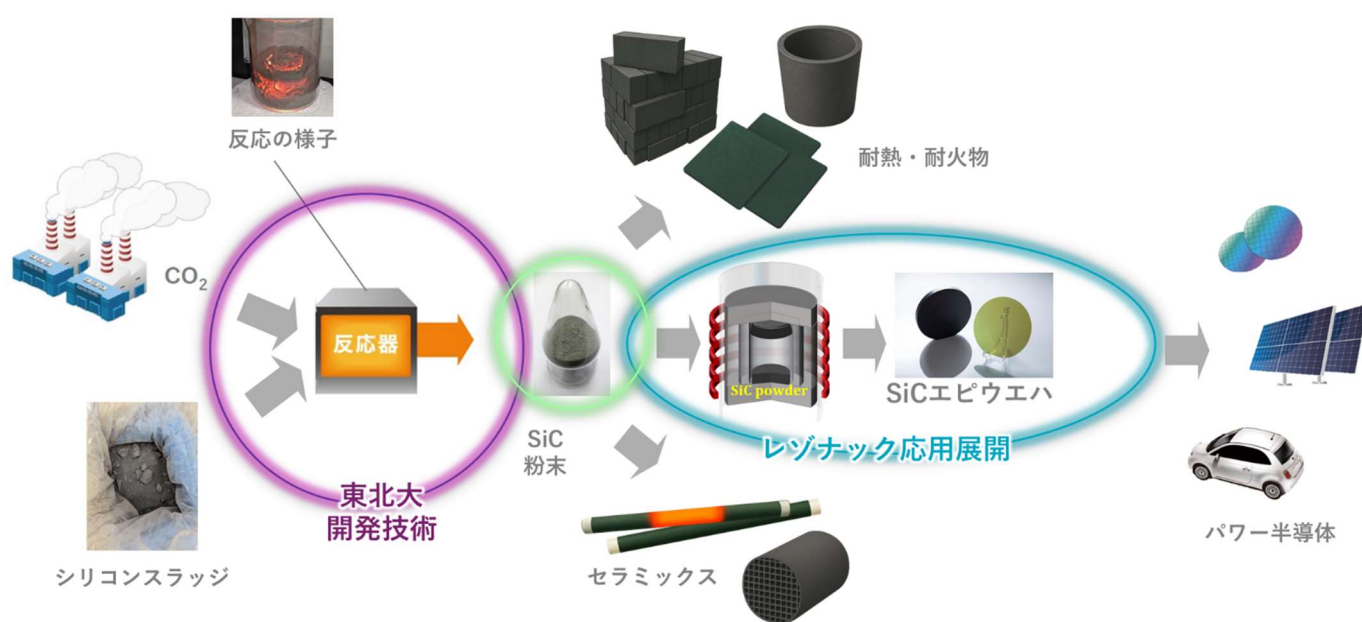 反応の様子
CO₂
反応器
シリコンスラッジ
東北大
開発技術
SiC
粉末
耐熱・耐火物
SiC powder
SiCエピウエハ
レゾナック応用展開
セラミックス
パワー半導体